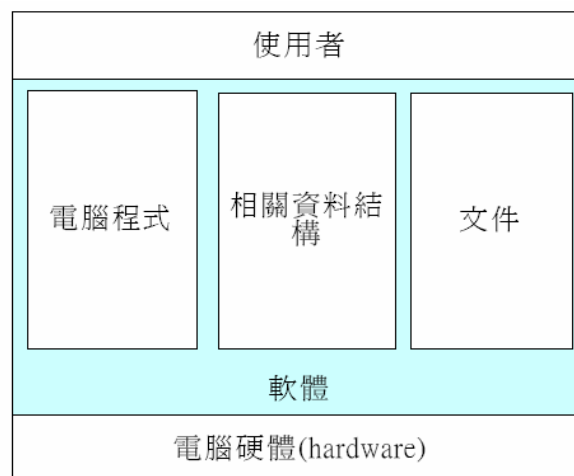 使用者
電腦程式
相關資料結
構
文件
軟體
電腦硬體(hardware)